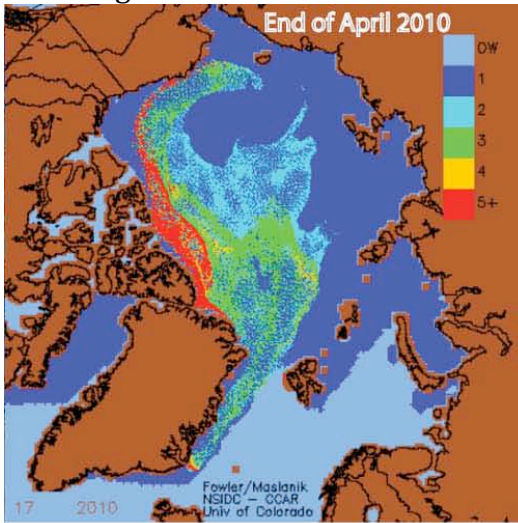 End of April 2010
OW
1
2
3
4
5+
Fowler/Maslanik
NSIDC – CCAR
Univ of Colorado
17 2010